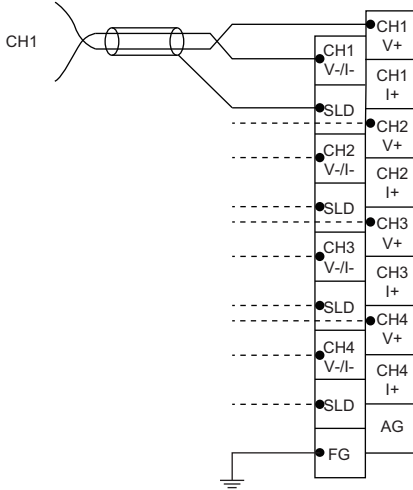 CH1
CH1
V+
CH1
V-/I-
CH1
I+
SLD
CH2
V+
CH2
V-/I-
CH2
I+
SLD
CH3
V+
CH3
V-/I-
CH3
I+
SLD
CH4
V+
CH4
V-/I-
CH4
I+
SLD
AG
FG